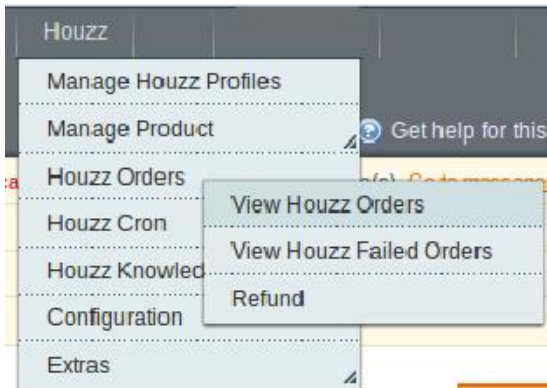 Houzz
Manage Houzz Profiles
Manage Product
Get help for this
Houzz Orders
View Houzz Orders
Houzz Cron
View Houzz Failed Orders
Houzz
Refund
Configuration
Extras